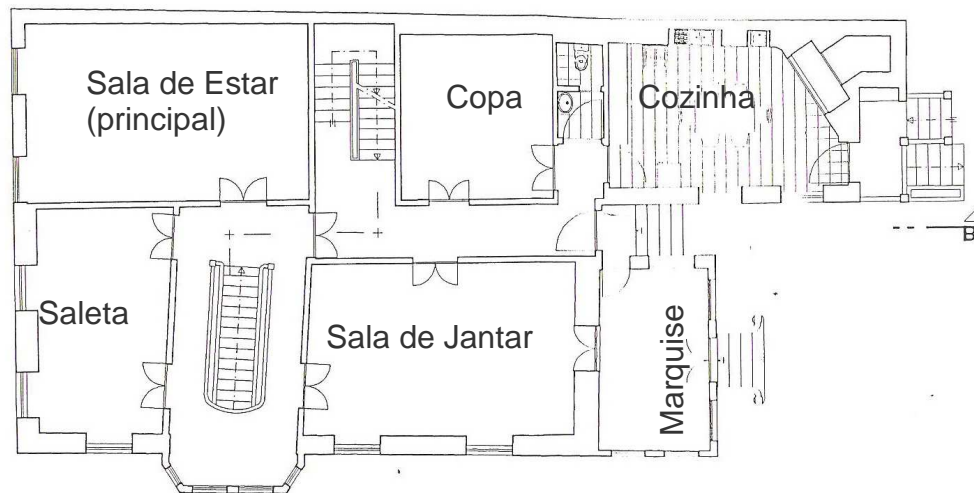 Sala de Estar
(principal)
Copa
Cozinha
Saleta
Sala de Jantar
Marquise
B